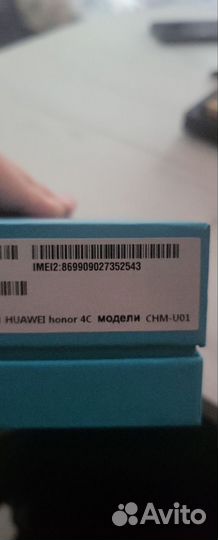 IMEI2:869909027352543
HUAWEI honor 4C модели CHM-U01
Avito